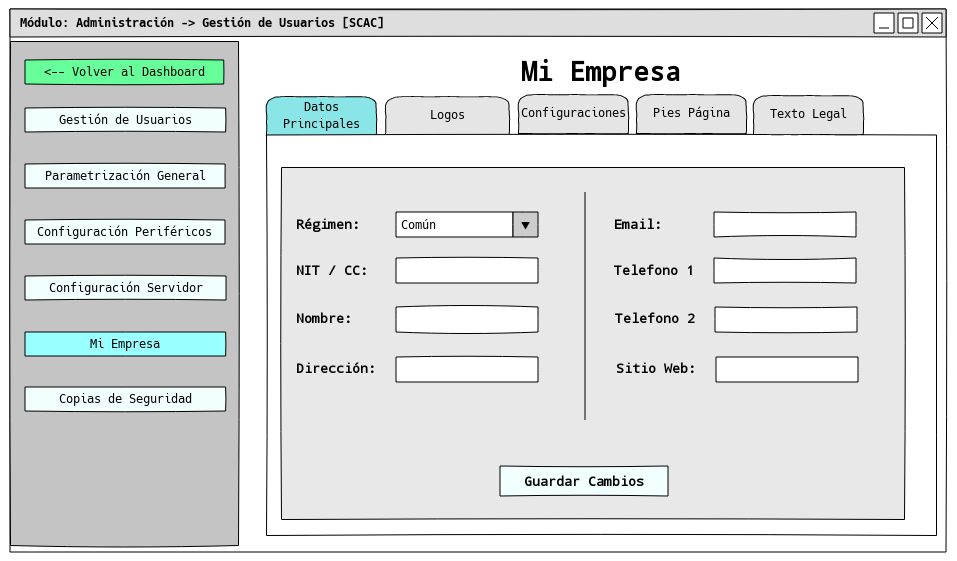 Módulo: Administración -> Gestión de Usuarios [SCAC]
<-- Volver al Dashboard
Gestión de Usuarios
Parametrización General
Configuración Periféricos
Configuración Servidor
Mi Empresa
Copias de Seguridad
Mi Empresa
Datos
Principales
Logos
Configuraciones
Pies Página
Texto Legal
Régimen:
Común
NIT / CC:
Nombre:
Dirección:
Email:
Telefono 1
Telefono 2
Sitio Web:
Guardar Cambios